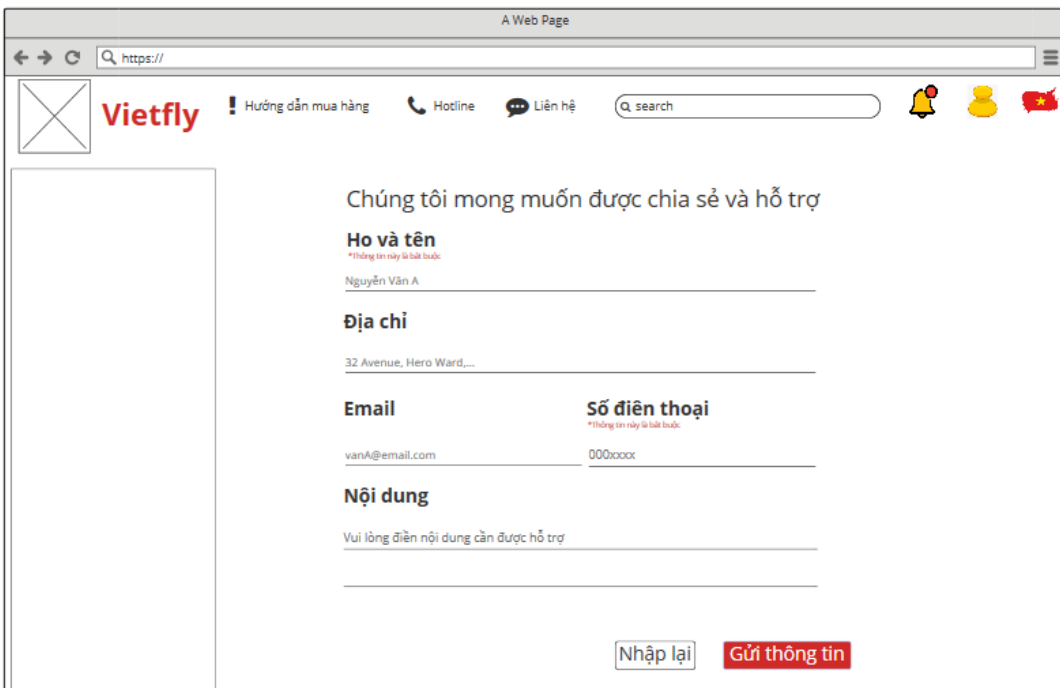 A Web Page
https://
Vietfly
Hướng dẫn mua hàng
Hotline
Liên hệ
search
Chúng tôi mong muốn được chia sẻ và hỗ trợ
Họ và tên
*Thông tin này là bắt buộc
Nguyễn Văn A
Địa chỉ
32 Avenue, Hero Ward,...
Email
Số điện thoại
*Thông tin này là bắt buộc
vanA@email.com
000xxxx
Nội dung
Vui lòng điền nội dung cần được hỗ trợ
Nhập lại
Gửi thông tin